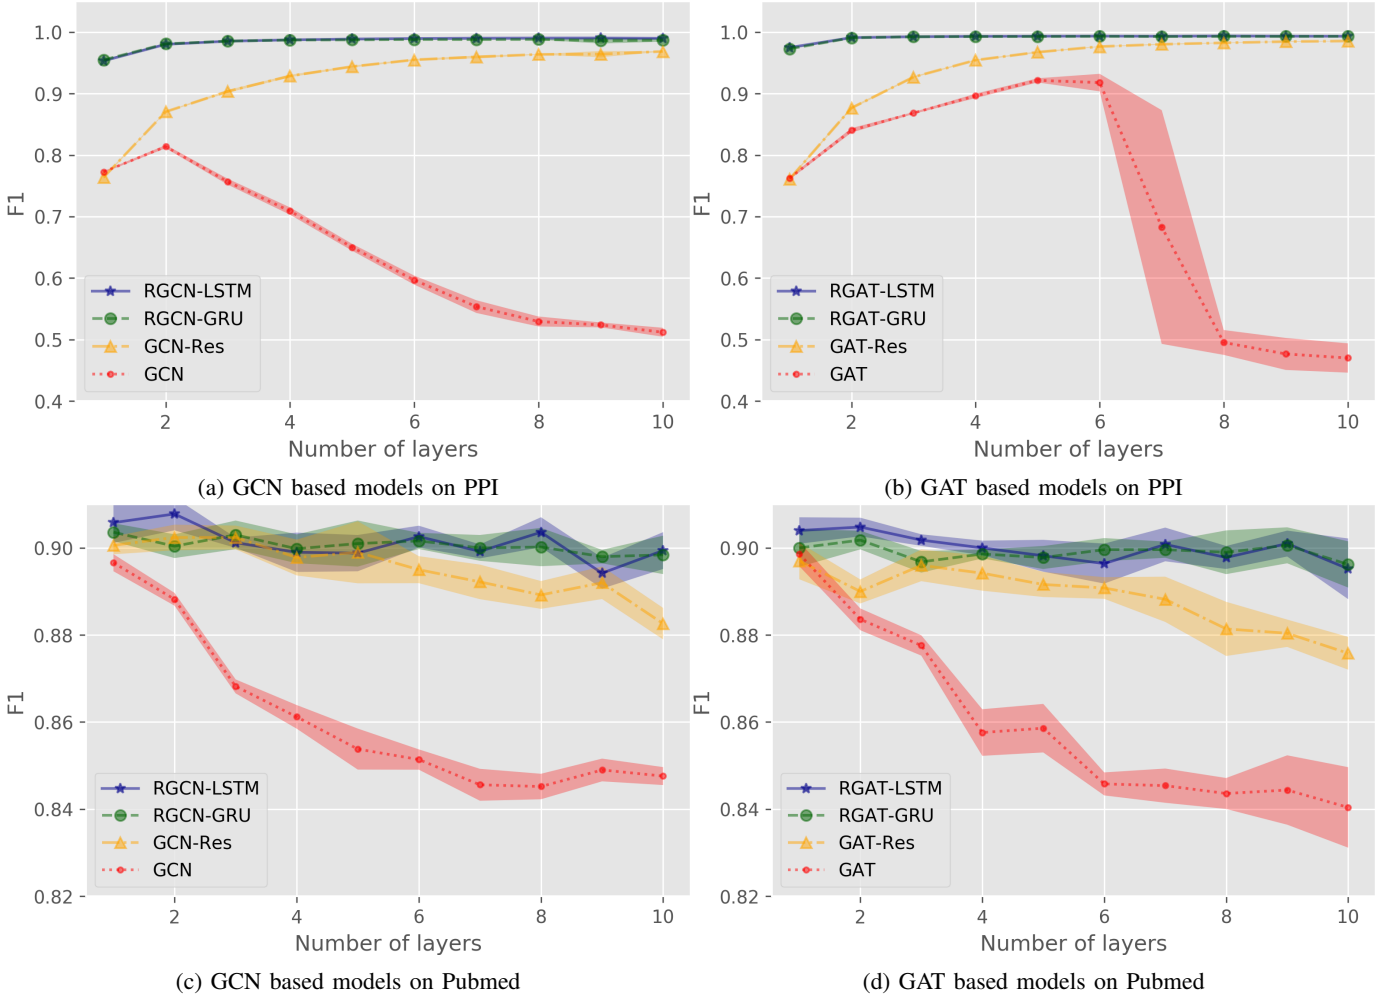 1.0
0.9
0.8
0.7
0.6
0.5
0.4
F1
RGCN-LSTM
RGCN-GRU
GCN-Res
GCN
2 4 6 8 10
Number of layers
(a) GCN based models on PPI
1.0
0.9
0.8
0.7
0.6
0.5
0.4
F1
RGAT-LSTM
RGAT-GRU
GAT-Res
GAT
2 4 6 8 10
Number of layers
(b) GAT based models on PPI
0.90
0.88
0.86
0.84
0.82
F1
RGCN-LSTM
RGCN-GRU
GCN-Res
GCN
2 4 6 8 10
Number of layers
(c) GCN based models on Pubmed
0.90
0.88
0.86
0.84
0.82
F1
RGAT-LSTM
RGAT-GRU
GAT-Res
GAT
2 4 6 8 10
Number of layers
(d) GAT based models on Pubmed